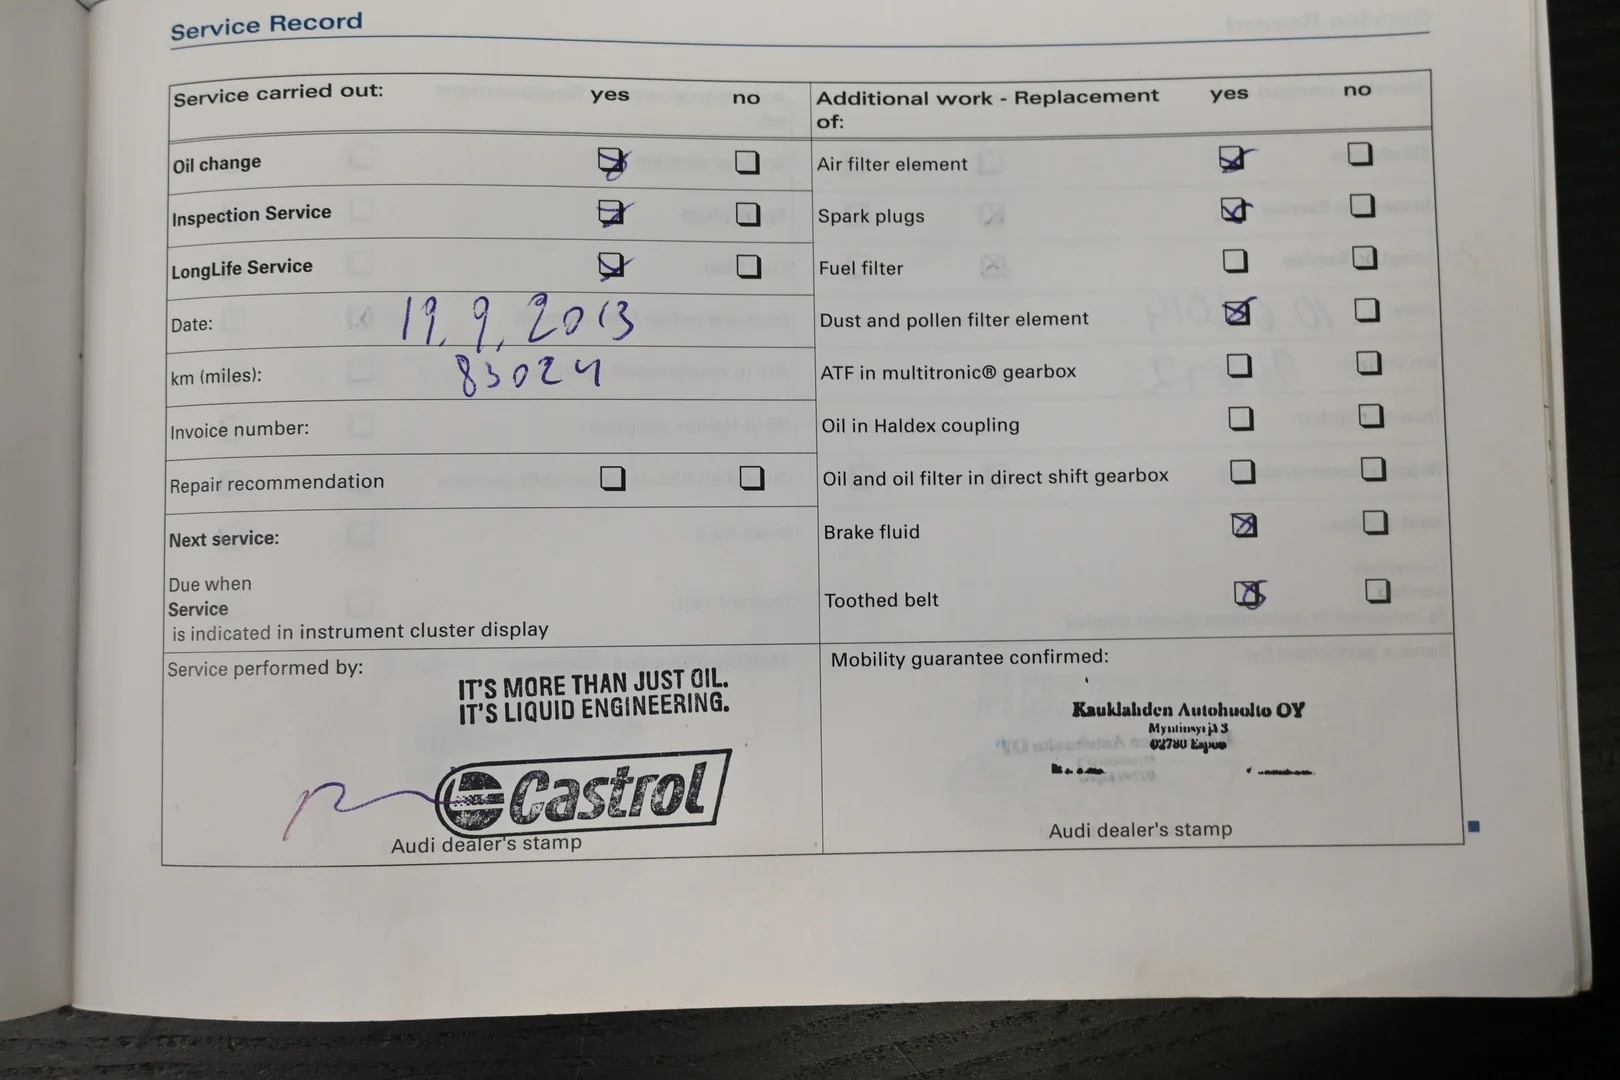 Service Record
Service carried out: yes no
Oil change
Inspection Service
LongLife Service
Date: 19.9.2013
km (miles): 83024
Invoice number:
Repair recommendation
Next service:
Due when
Service
is indicated in instrument cluster display
Service performed by:
IT'S MORE THAN JUST OIL.
IT'S LIQUID ENGINEERING.
Castrol
Audi dealer's stamp
Additional work - Replacement yes no
of:
Air filter element
Spark plugs
Fuel filter
Dust and pollen filter element
ATF in multitronic® gearbox
Oil in Haldex coupling
Oil and oil filter in direct shift gearbox
Brake fluid
Toothed belt
Mobility guarantee confirmed:
Kauklahden Autohuolto OY
02780 Espoo
Audi dealer's stamp